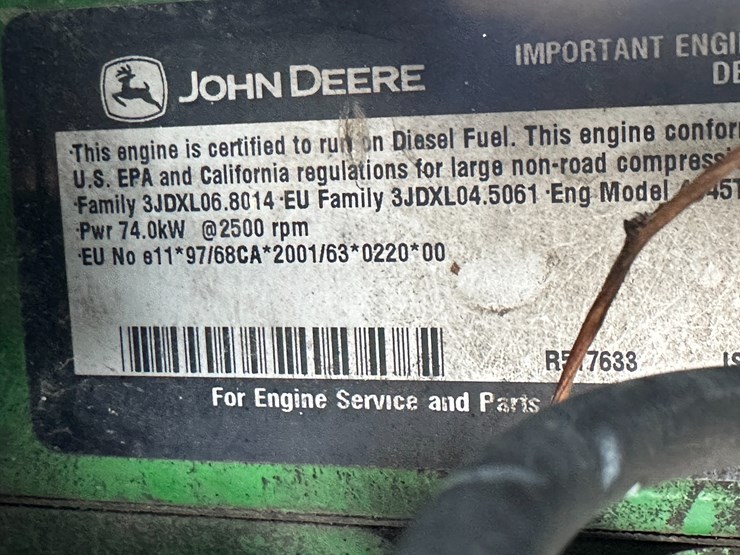 JOHN DEERE
IMPORTANT ENGI
DE
This engine is certified to run on Diesel Fuel. This engine confor
U.S. EPA and California regulations for large non-road compress
Family 3JDXL06.8014 EU Family 3JDXL04.5061 Eng Model 45T
Pwr 74.0kW @2500 rpm
EU No e11*97/68CA*2001/63*0220*00
7633
For Engine Service and Parts